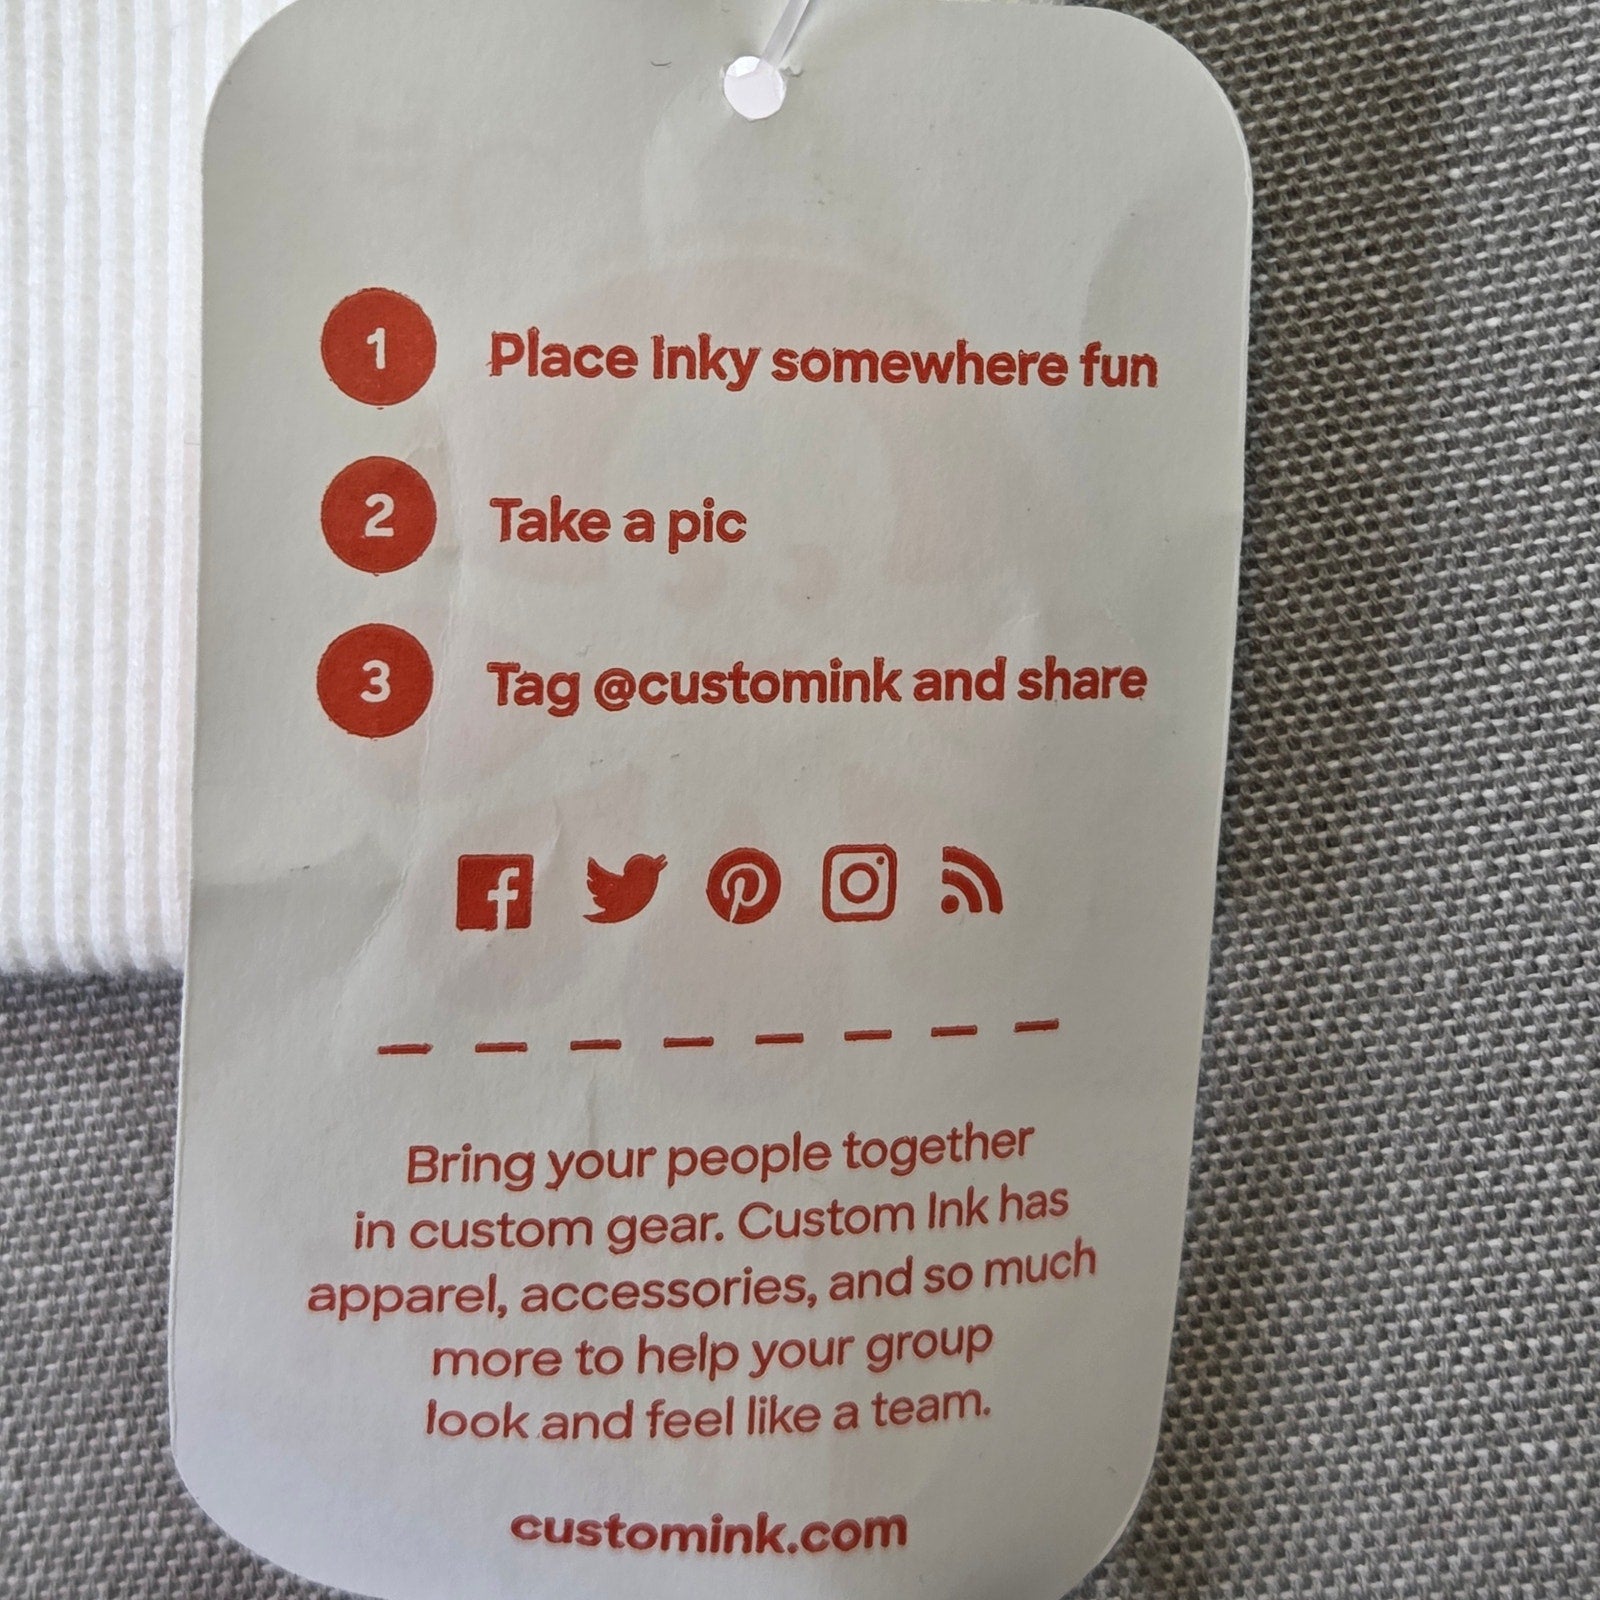 1 Place Inky somewhere fun
2 Take a pic
3 Tag @customink and share
Bring your people together
in custom gear. Custom Ink has
apparel, accessories, and so much
more to help your group
look and feel like a team.
customink.com